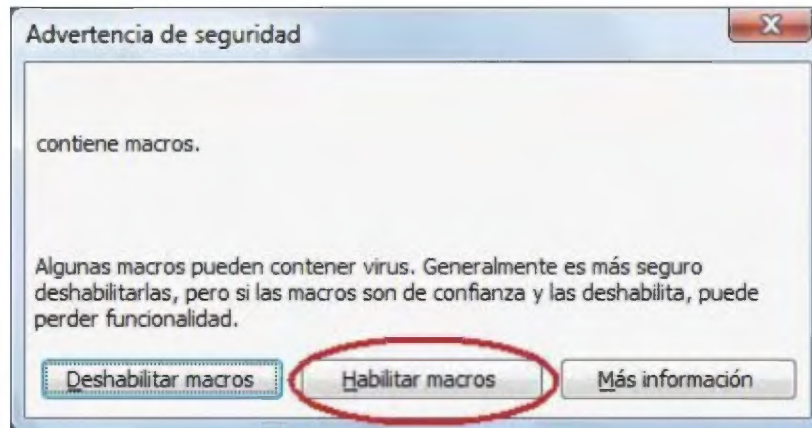 Advertencia de seguridad
contiene macros.
Algunas macros pueden contener virus. Generalmente es más seguro
deshabilitarlas, pero si las macros son de confianza y las deshabilita, puede
perder funcionalidad.
Deshabilitar macros Habilitar macros Más información